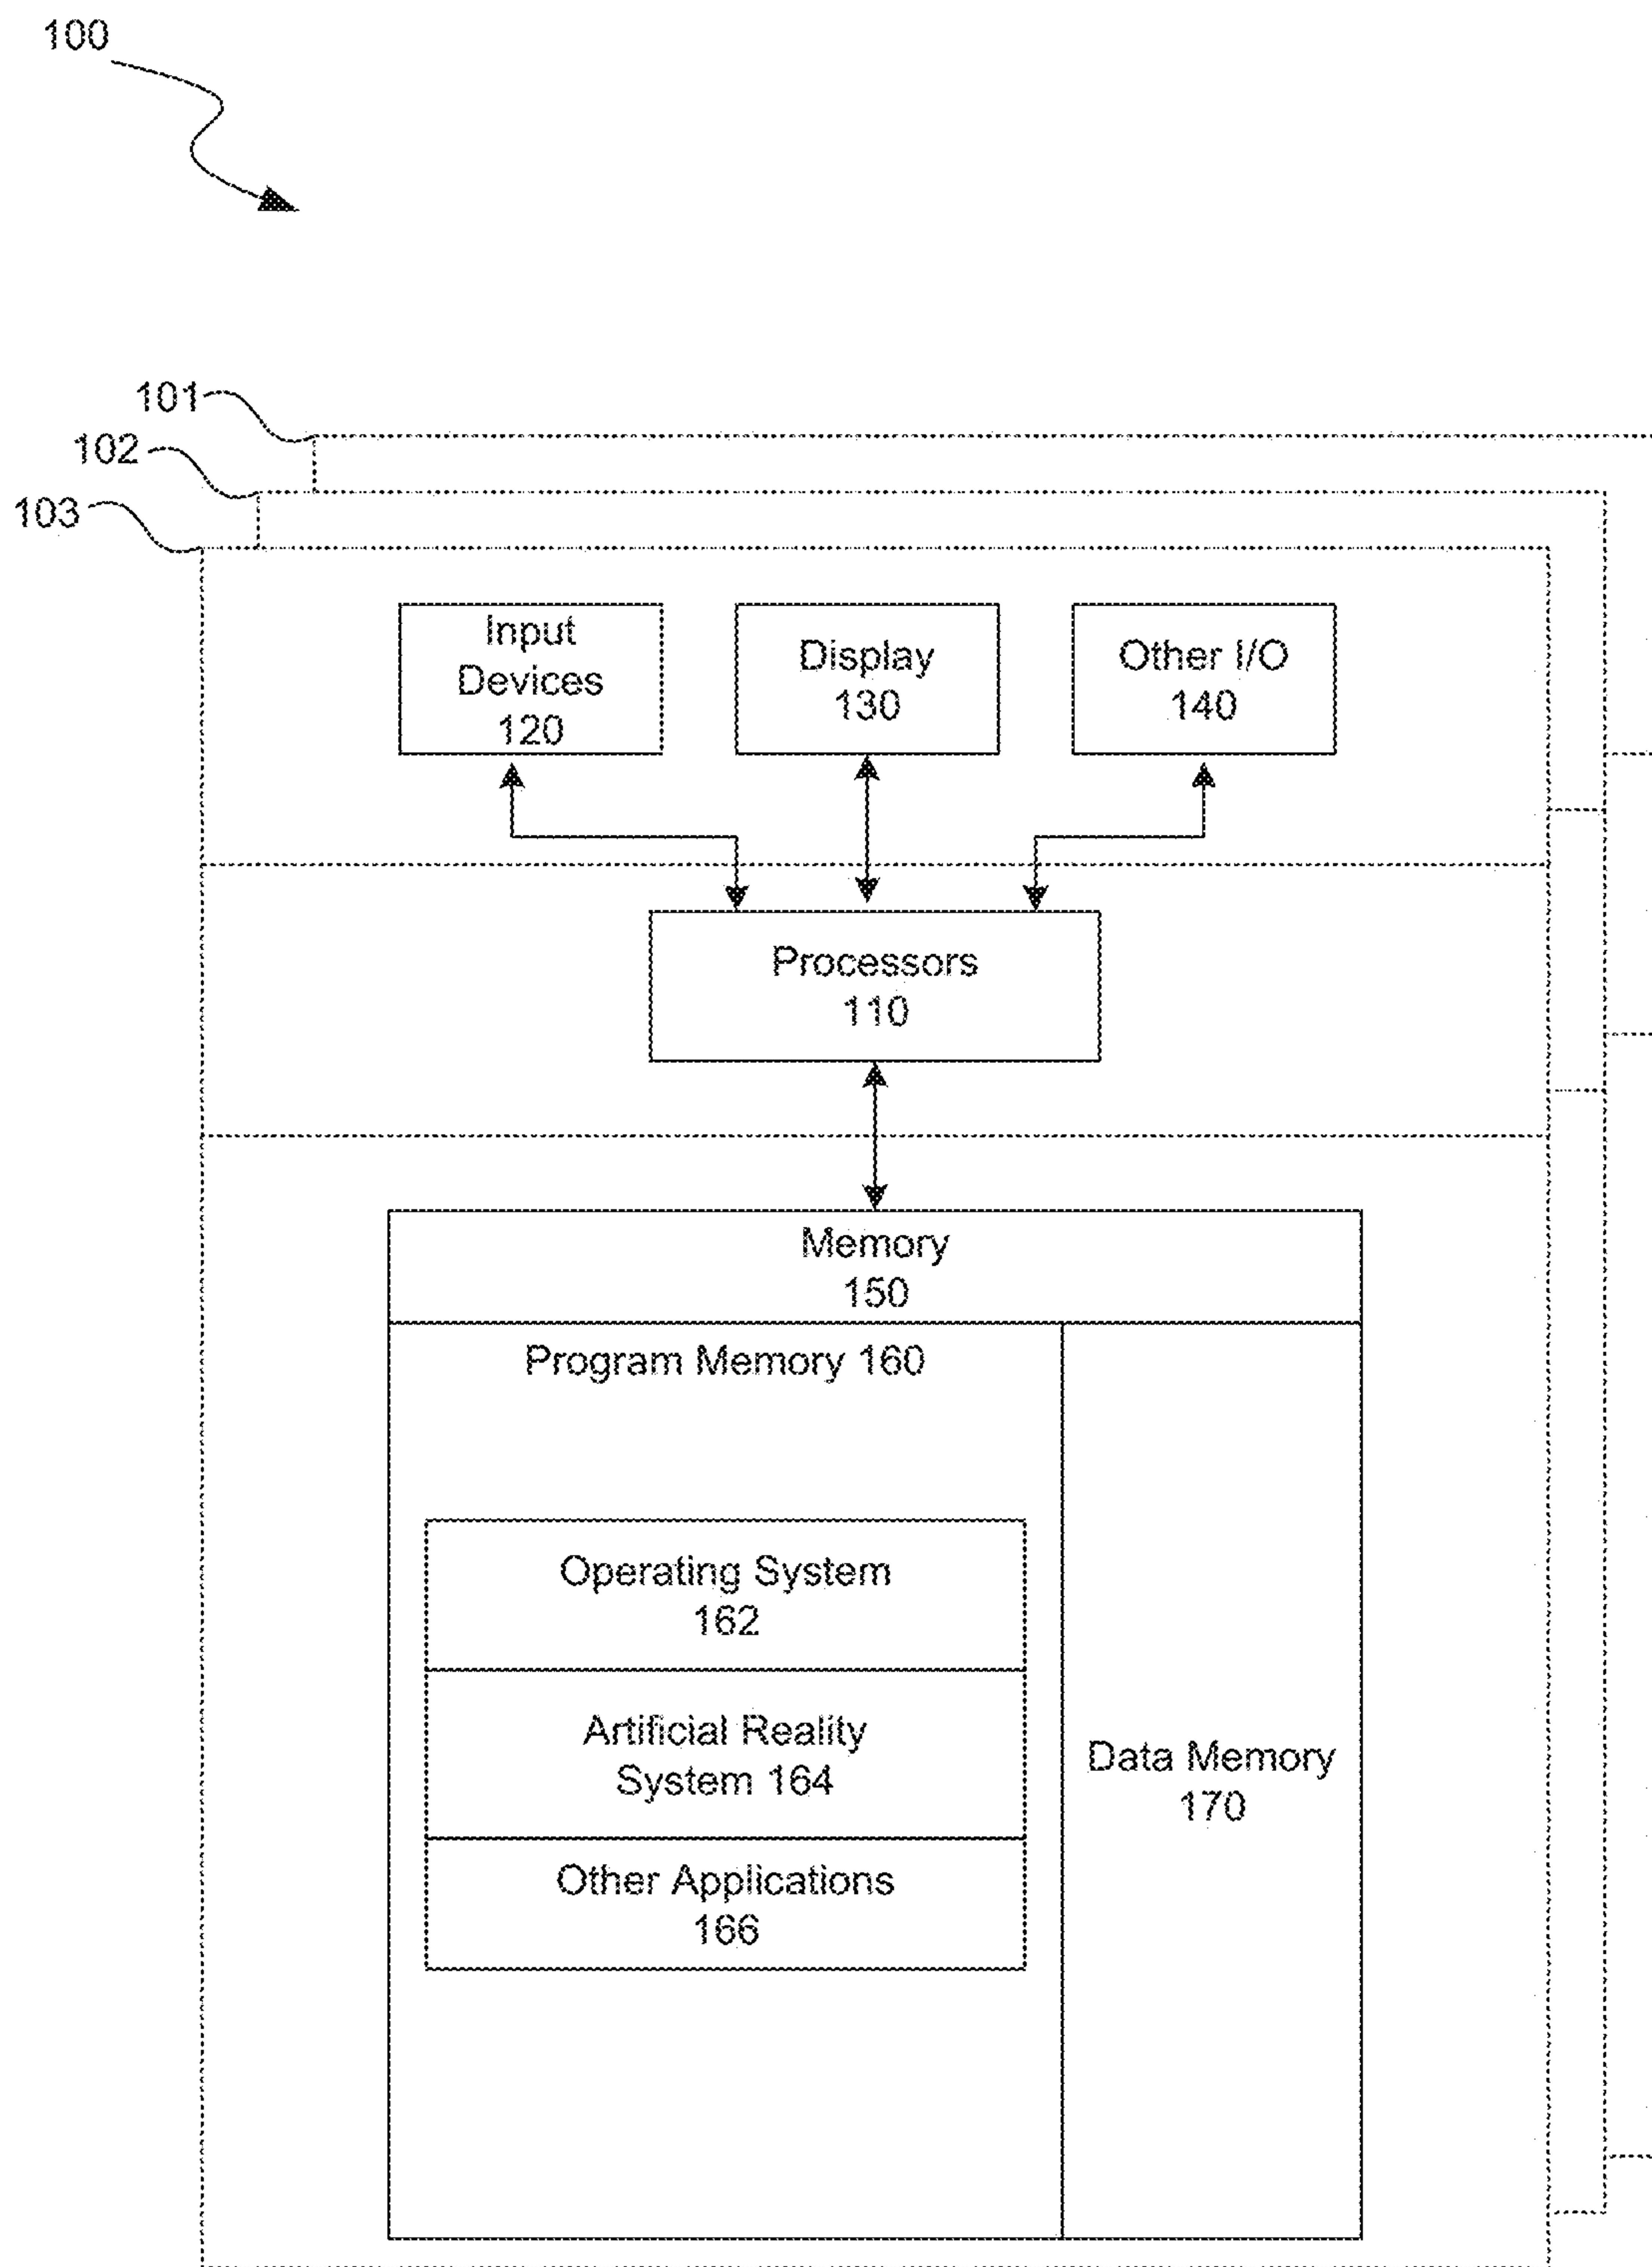 100
101
102
103
Input
Devices
120
Display
130
Other I/O
140
Processors
110
Memory
150
Program Memory 160
Operating System
162
Artificial Reality
System 164
Other Applications
166
Data Memory
170